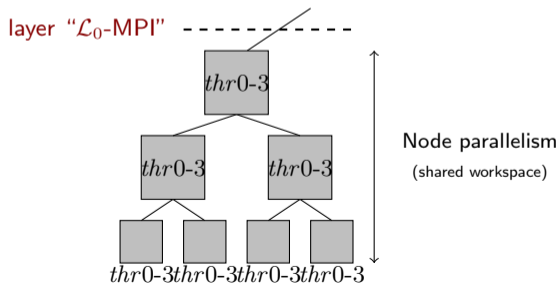 layer “ℒ₀-MPI”
thr0-3
Node parallelism
thr0-3 thr0-3
(shared workspace)
thr0-3thr0-3thr0-3thr0-3